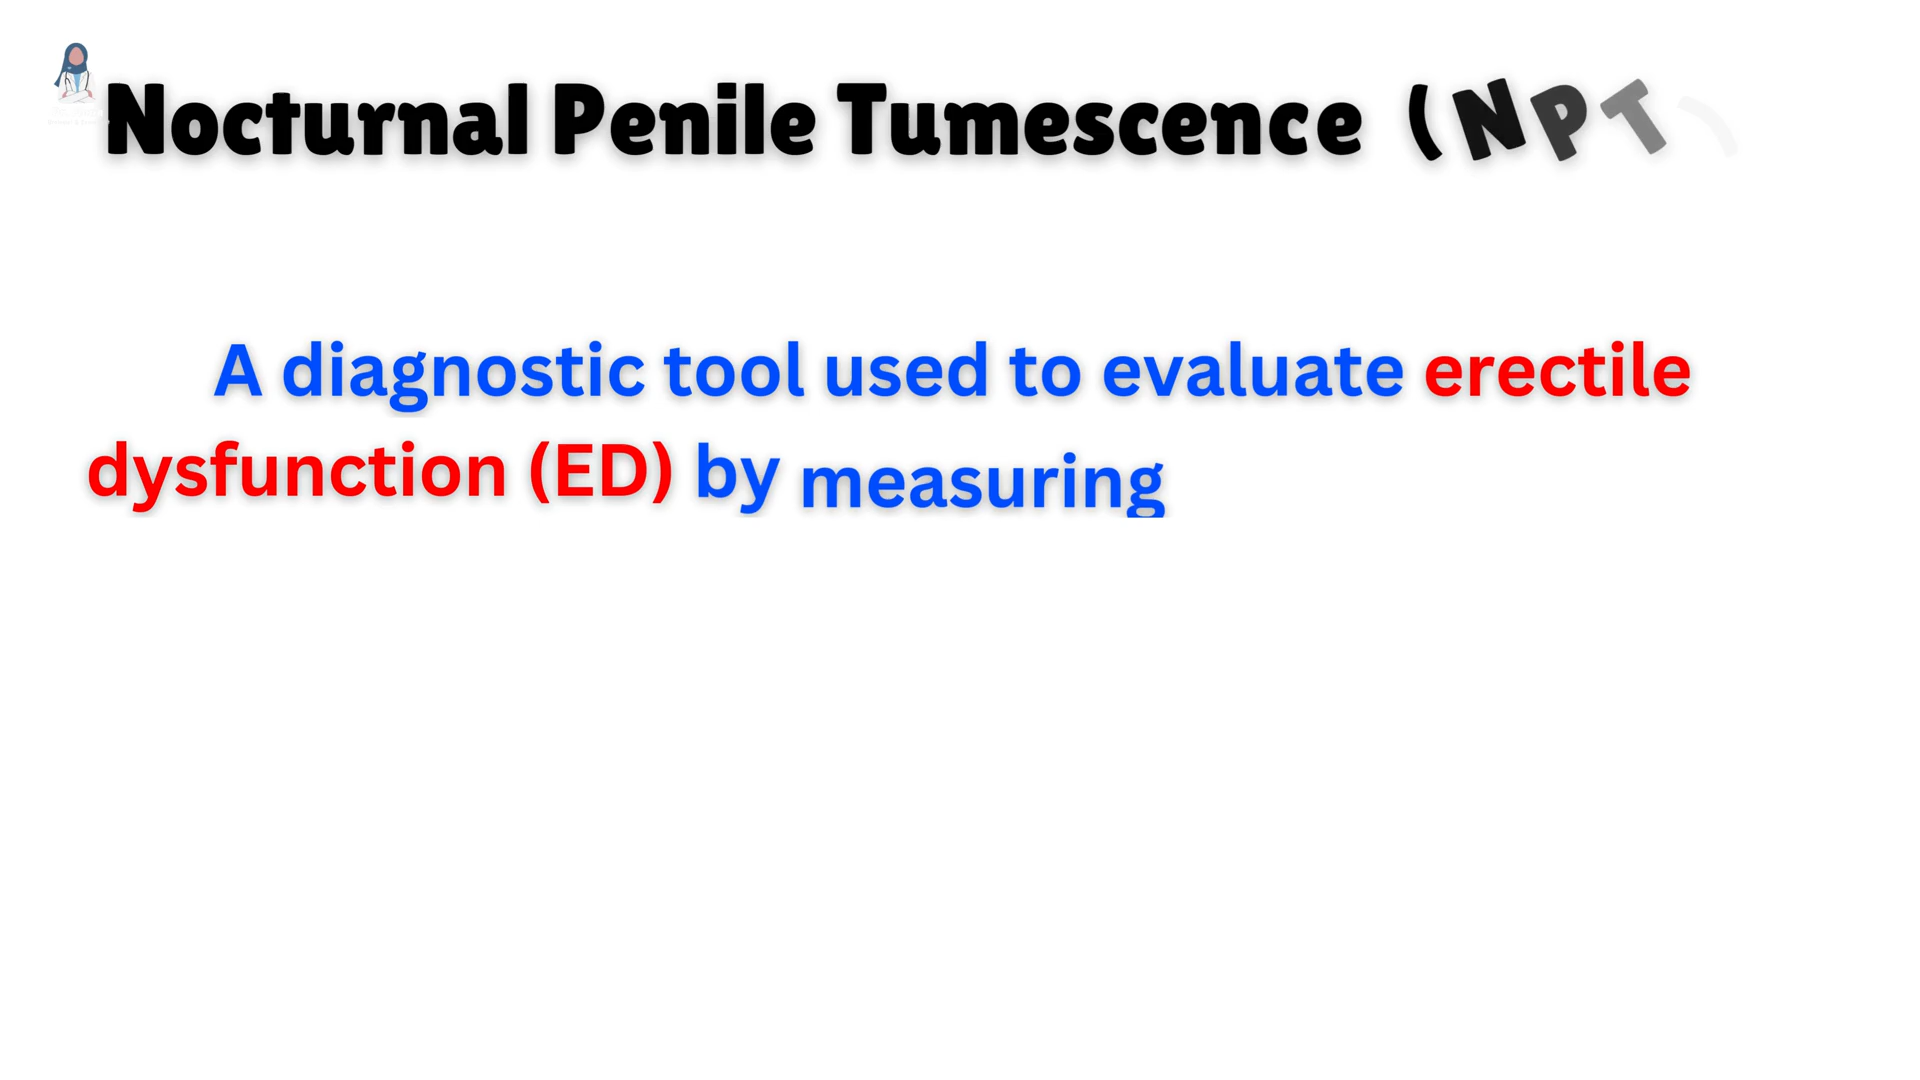 Nocturnal Penile Tumescence (NPT)
A diagnostic tool used to evaluate erectile
dysfunction (ED) by measuring